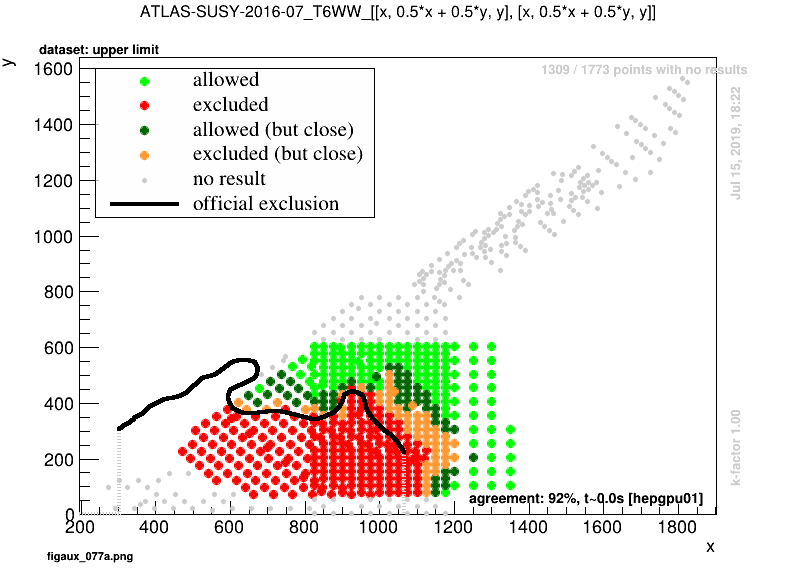 ATLAS-SUSY-2016-07_T6WW_[[x, 0.5*x + 0.5*y, y], [x, 0.5*x + 0.5*y, y]]
dataset: upper limit
y
1309 / 1773 points with no results
allowed
excluded
allowed (but close)
excluded (but close)
no result
official exclusion
1600
1400
1200
1000
800
600
400
200
0
Jul 15, 2019, 18:22
k-factor 1.00
agreement: 92%, t~0.0s [hepgpu01]
200 400 600 800 1000 1200 1400 1600 1800
x
figaux_077a.png